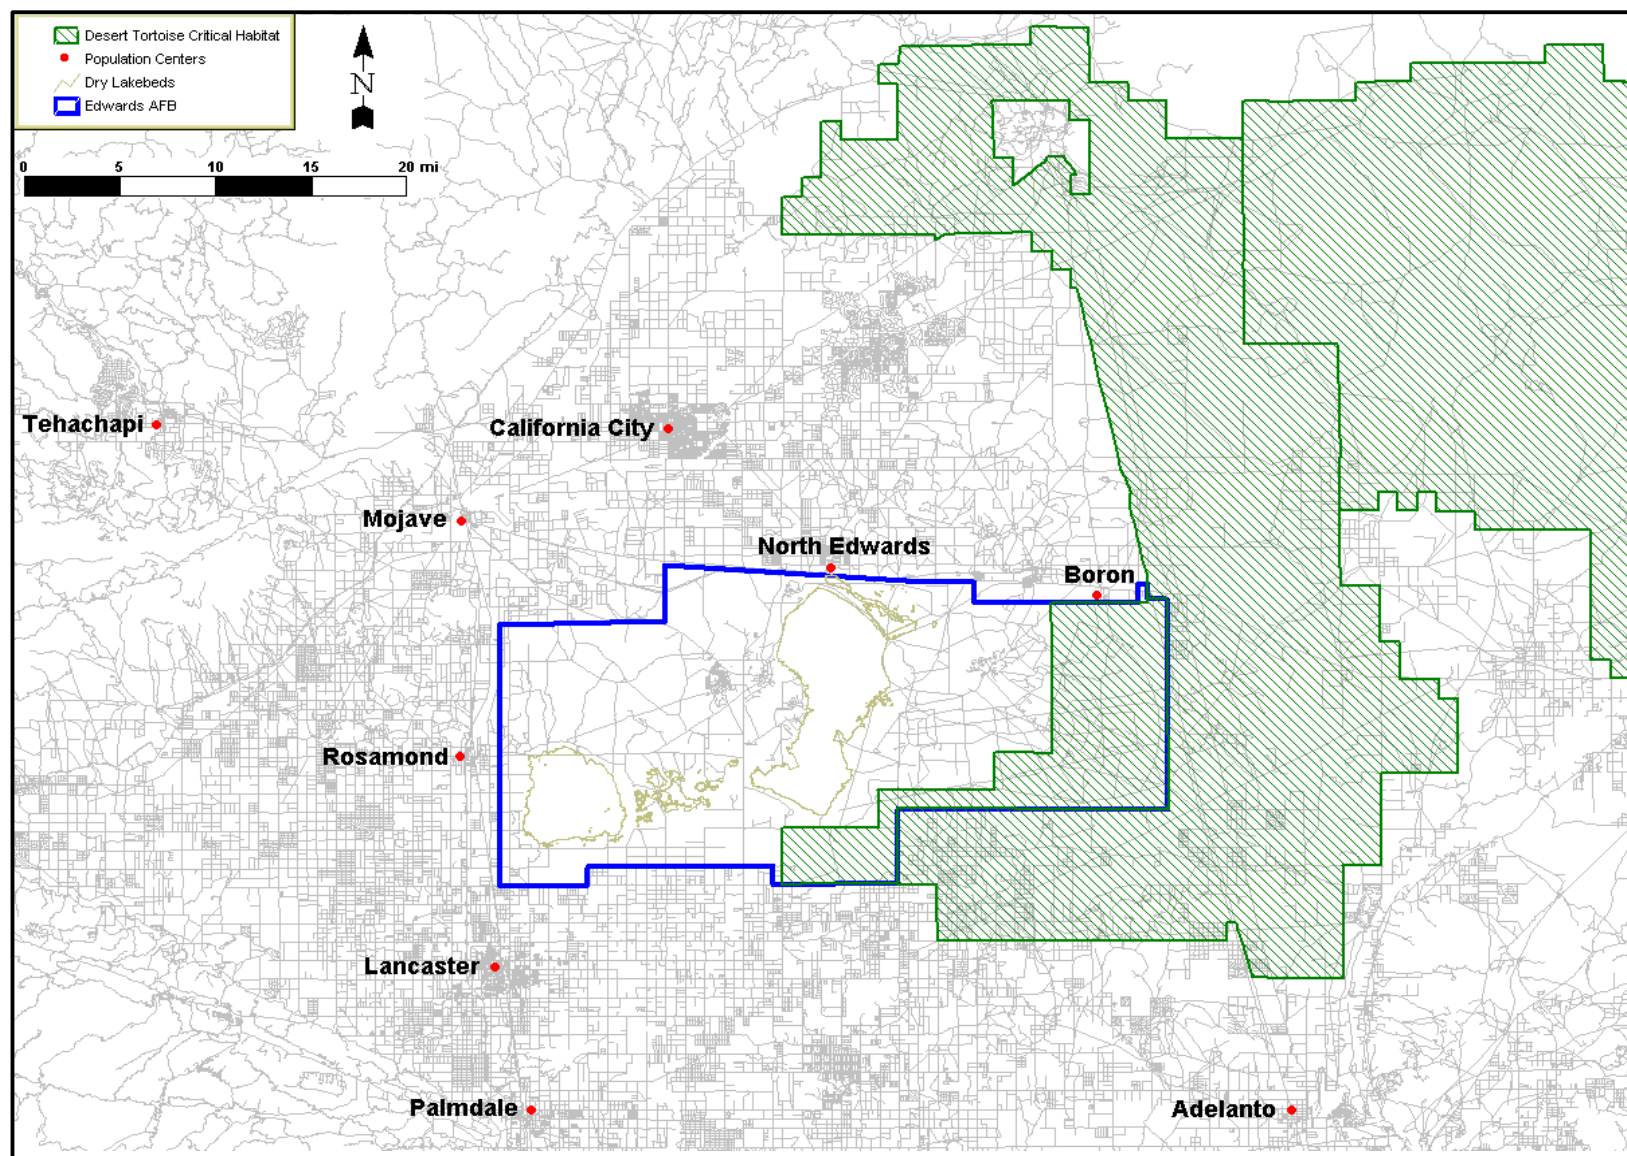 Desert Tortoise Critical Habitat
Population Centers
Dry Lakebeds
Edwards AFB
N
0 5 10 15 20 mi
Tehachapi
California City
Mojave
North Edwards
Boron
Rosamond
Lancaster
Palmdale
Adelanto